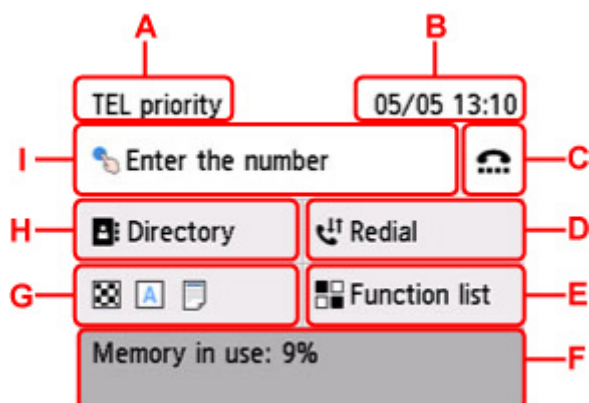 A
B
TEL priority
05/05 13:10
I
Enter the number
C
H
Directory
Redial
D
G
A
Function list
E
Memory in use: 9%
F